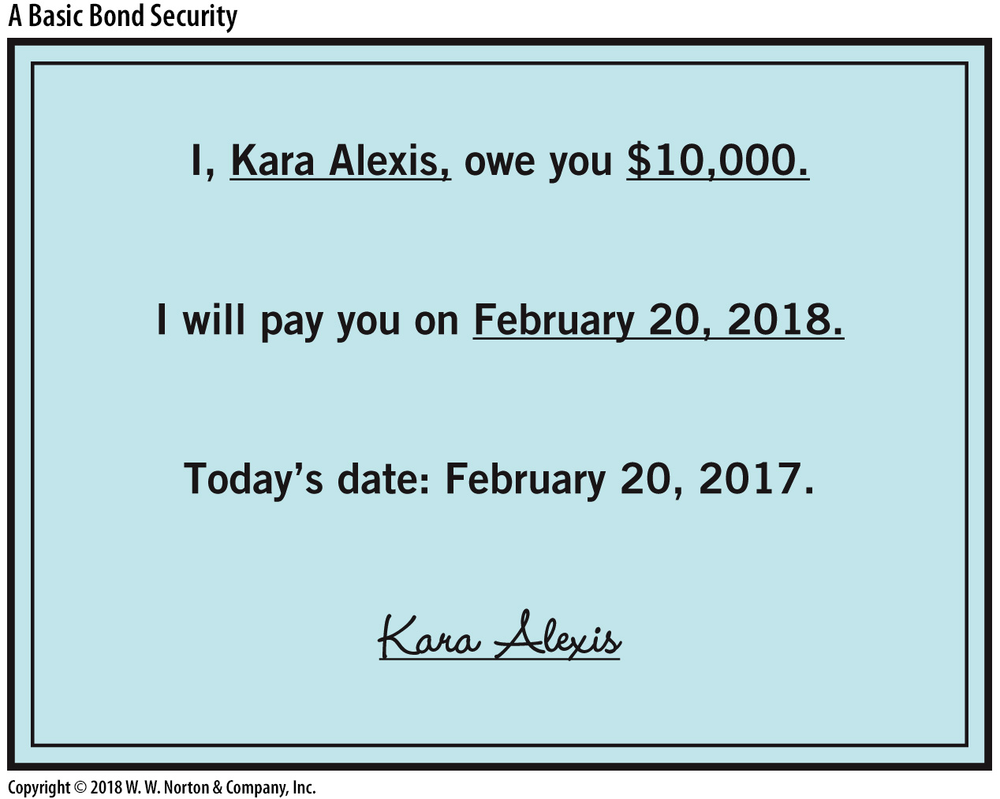 A Basic Bond Security
I, Kara Alexis, owe you $10,000.
I will pay you on February 20, 2018.
Today’s date: February 20, 2017.
Kara Alexis
Copyright © 2018 W. W. Norton & Company, Inc.